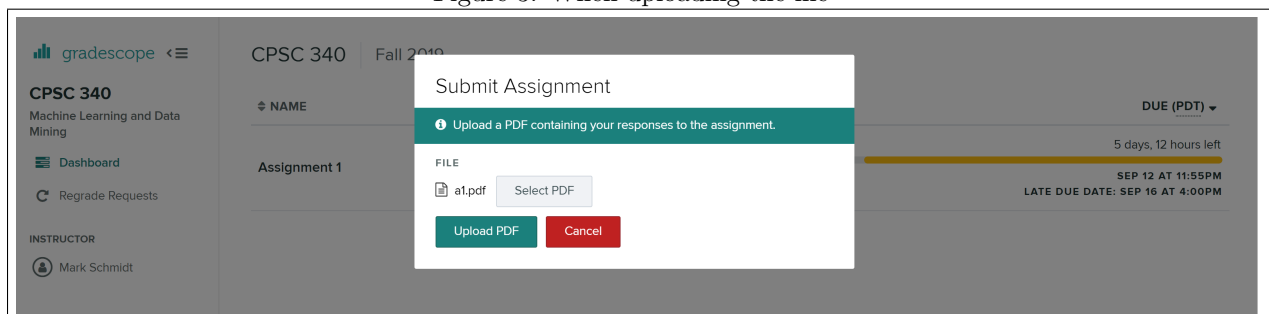 gradescope
CPSC 340
Machine Learning and Data
Mining
Dashboard
Regrade Requests
INSTRUCTOR
Mark Schmidt
CPSC 340 Fall 2019
NAME
DUE (PDT)
Assignment 1
5 days, 12 hours left
SEP 12 AT 11:55PM
LATE DUE DATE: SEP 16 AT 4:00PM
Submit Assignment
Upload a PDF containing your responses to the assignment.
FILE
a1.pdf Select PDF
Upload PDF Cancel